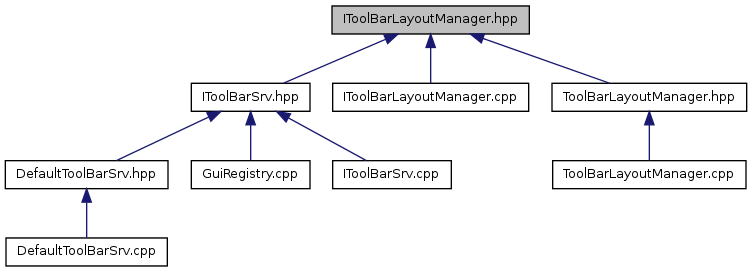 IToolBarLayoutManager.hpp
IToolBarSrv.hpp
IToolBarLayoutManager.cpp
ToolBarLayoutManager.hpp
DefaultToolBarSrv.hpp
GuiRegistry.cpp
IToolBarSrv.cpp
ToolBarLayoutManager.cpp
DefaultToolBarSrv.cpp